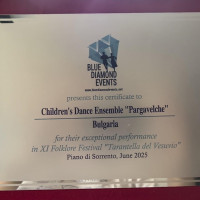 BLUE
DIAMOND
EVENTS
presents this certificate to
Children's Dance Ensemble "Pargavelche"
Bulgaria
for their exceptional performance
in XI Folklore Festival "Tarantella del Vesuvio"
Piano di Sorrento, June 2023